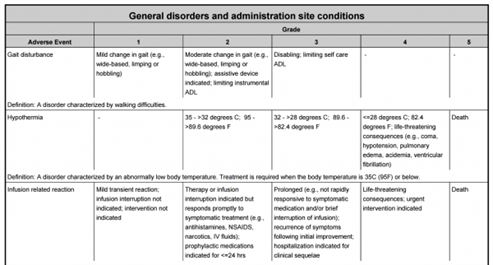 General disorders and administration site conditions
Grade
Adverse Event 1 2 3 4 5
Gait disturbance
Mild change in gait (e.g.,
wide-based, limping or
hobbling)
Moderate change in gait (e.g.,
wide-based, limping or
hobbling); assistive device
indicated; limiting instrumental
ADL
Disabling; limiting self care
ADL
-
-
Definition: A disorder characterized by walking difficulties.
Hypothermia
-
35 - >32 degrees C; 95 -
>89.6 degrees F
32 - >28 degrees C; 89.6 -
>82.4 degrees F
<=28 degrees C; 82.4
degrees F; life-threatening
consequences (e.g., coma,
hypotension, pulmonary
edema, acidemia, ventricular
fibrillation)
Death
Definition: A disorder characterized by an abnormally low body temperature. Treatment is required when the body temperature is 35C (95F) or below.
Infusion related reaction
Mild transient reaction;
infusion interruption not
indicated; intervention not
indicated
Therapy or infusion
interruption indicated but
responds promptly to
symptomatic treatment (e.g.,
antihistamines, NSAIDS,
narcotics, IV fluids);
prophylactic medications
indicated for <=24 hrs
Prolonged (e.g., not rapidly
responsive to symptomatic
medication and/or brief
interruption of infusion);
recurrence of symptoms
following initial improvement;
hospitalization indicated for
clinical sequelae
Life-threatening
consequences; urgent
intervention indicated
Death